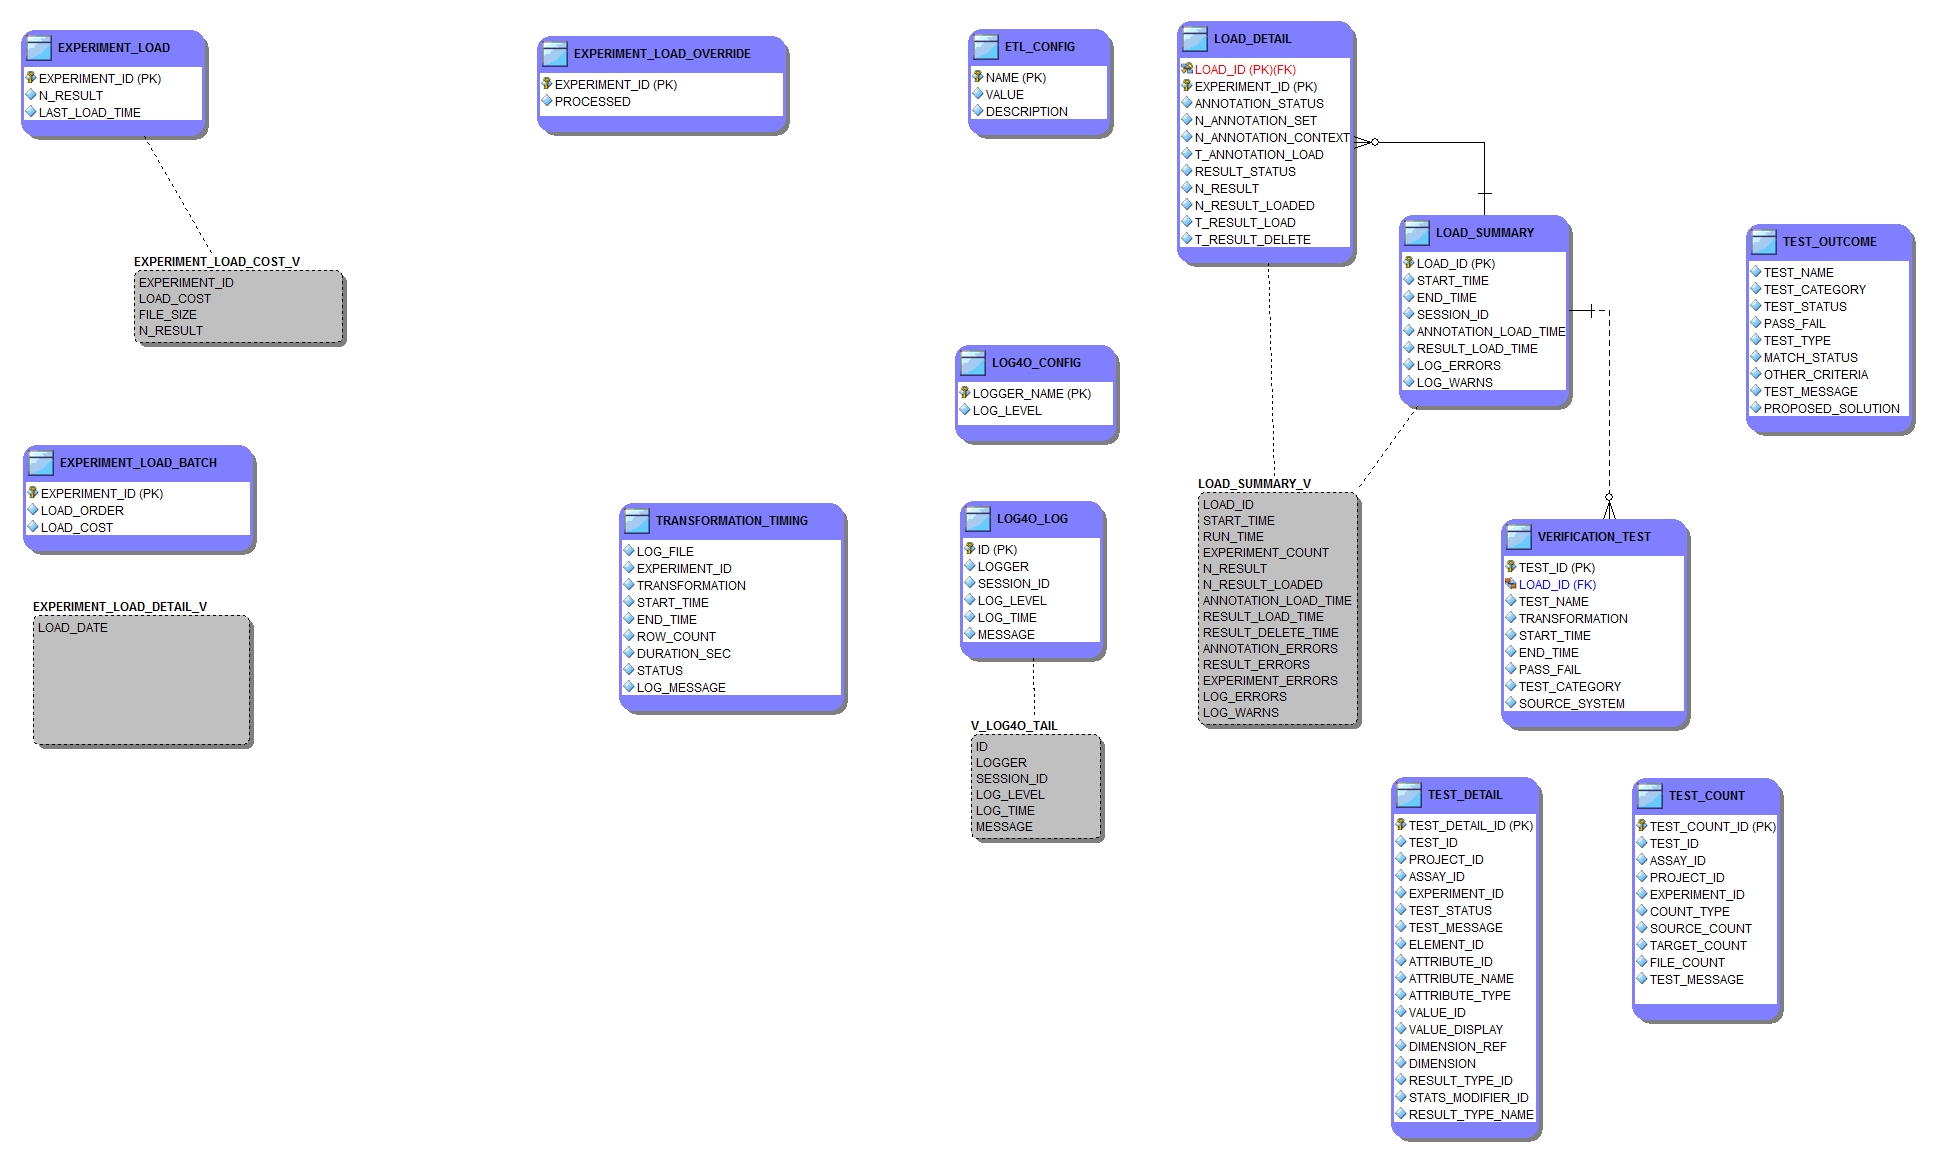 EXPERIMENT_LOAD
EXPERIMENT_ID (PK)
N_RESULT
LAST_LOAD_TIME
EXPERIMENT_LOAD_COST_V
EXPERIMENT_ID
LOAD_COST
FILE_SIZE
N_RESULT
EXPERIMENT_LOAD_BATCH
EXPERIMENT_ID (PK)
LOAD_ORDER
LOAD_COST
EXPERIMENT_LOAD_DETAIL_V
LOAD_DATE
EXPERIMENT_LOAD_OVERRIDE
EXPERIMENT_ID (PK)
PROCESSED
TRANSFORMATION_TIMING
LOG_FILE
EXPERIMENT_ID
TRANSFORMATION
START_TIME
END_TIME
ROW_COUNT
DURATION_SEC
STATUS
LOG_MESSAGE
ETL_CONFIG
NAME (PK)
VALUE
DESCRIPTION
LOG4O_CONFIG
LOGGER_NAME (PK)
LOG_LEVEL
LOG4O_LOG
ID (PK)
LOGGER
SESSION_ID
LOG_LEVEL
LOG_TIME
MESSAGE
V_LOG4O_TAIL
ID
LOGGER
SESSION_ID
LOG_LEVEL
LOG_TIME
MESSAGE
LOAD_DETAIL
LOAD_ID (PK)(FK)
EXPERIMENT_ID (PK)
ANNOTATION_STATUS
N_ANNOTATION_SET
N_ANNOTATION_CONTEXT
T_ANNOTATION_LOAD
RESULT_STATUS
N_RESULT
N_RESULT_LOADED
T_RESULT_LOAD
T_RESULT_DELETE
LOAD_SUMMARY
LOAD_ID (PK)
START_TIME
END_TIME
SESSION_ID
ANNOTATION_LOAD_TIME
RESULT_LOAD_TIME
LOG_ERRORS
LOG_WARNS
LOAD_SUMMARY_V
LOAD_ID
START_TIME
RUN_TIME
EXPERIMENT_COUNT
N_RESULT
N_RESULT_LOADED
ANNOTATION_LOAD_TIME
RESULT_LOAD_TIME
RESULT_DELETE_TIME
ANNOTATION_ERRORS
RESULT_ERRORS
EXPERIMENT_ERRORS
LOG_ERRORS
LOG_WARNS
TEST_OUTCOME
TEST_NAME
TEST_CATEGORY
TEST_STATUS
PASS_FAIL
TEST_TYPE
MATCH_STATUS
OTHER_CRITERIA
TEST_MESSAGE
PROPOSED_SOLUTION
VERIFICATION_TEST
TEST_ID (PK)
LOAD_ID (FK)
TEST_NAME
TRANSFORMATION
START_TIME
END_TIME
PASS_FAIL
TEST_CATEGORY
SOURCE_SYSTEM
TEST_DETAIL
TEST_DETAIL_ID (PK)
TEST_ID
PROJECT_ID
ASSAY_ID
EXPERIMENT_ID
TEST_STATUS
TEST_MESSAGE
ELEMENT_ID
ATTRIBUTE_ID
ATTRIBUTE_NAME
ATTRIBUTE_TYPE
VALUE_ID
VALUE_DISPLAY
DIMENSION_REF
DIMENSION
RESULT_TYPE_ID
STATS_MODIFIER_ID
RESULT_TYPE_NAME
TEST_COUNT
TEST_COUNT_ID (PK)
TEST_ID
ASSAY_ID
PROJECT_ID
EXPERIMENT_ID
COUNT_TYPE
SOURCE_COUNT
TARGET_COUNT
FILE_COUNT
TEST_MESSAGE